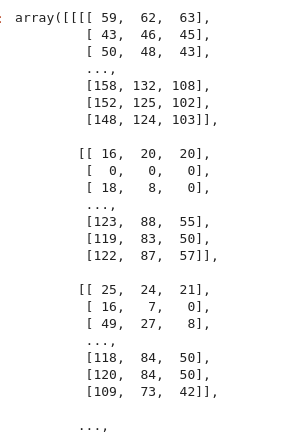 : array([[[[ 59,  62,  63],
         [ 43,  46,  45],
         [ 50,  48,  43],
         ...,
         [158, 132, 108],
         [152, 125, 102],
         [148, 124, 103]],

        [[ 16,  20,  20],
         [  0,   0,   0],
         [ 18,   8,   0],
         ...,
         [123,  88,  55],
         [119,  83,  50],
         [122,  87,  57]],

        [[ 25,  24,  21],
         [ 16,   7,   0],
         [ 49,  27,   8],
         ...,
         [118,  84,  50],
         [120,  84,  50],
         [109,  73,  42]],

        ...,